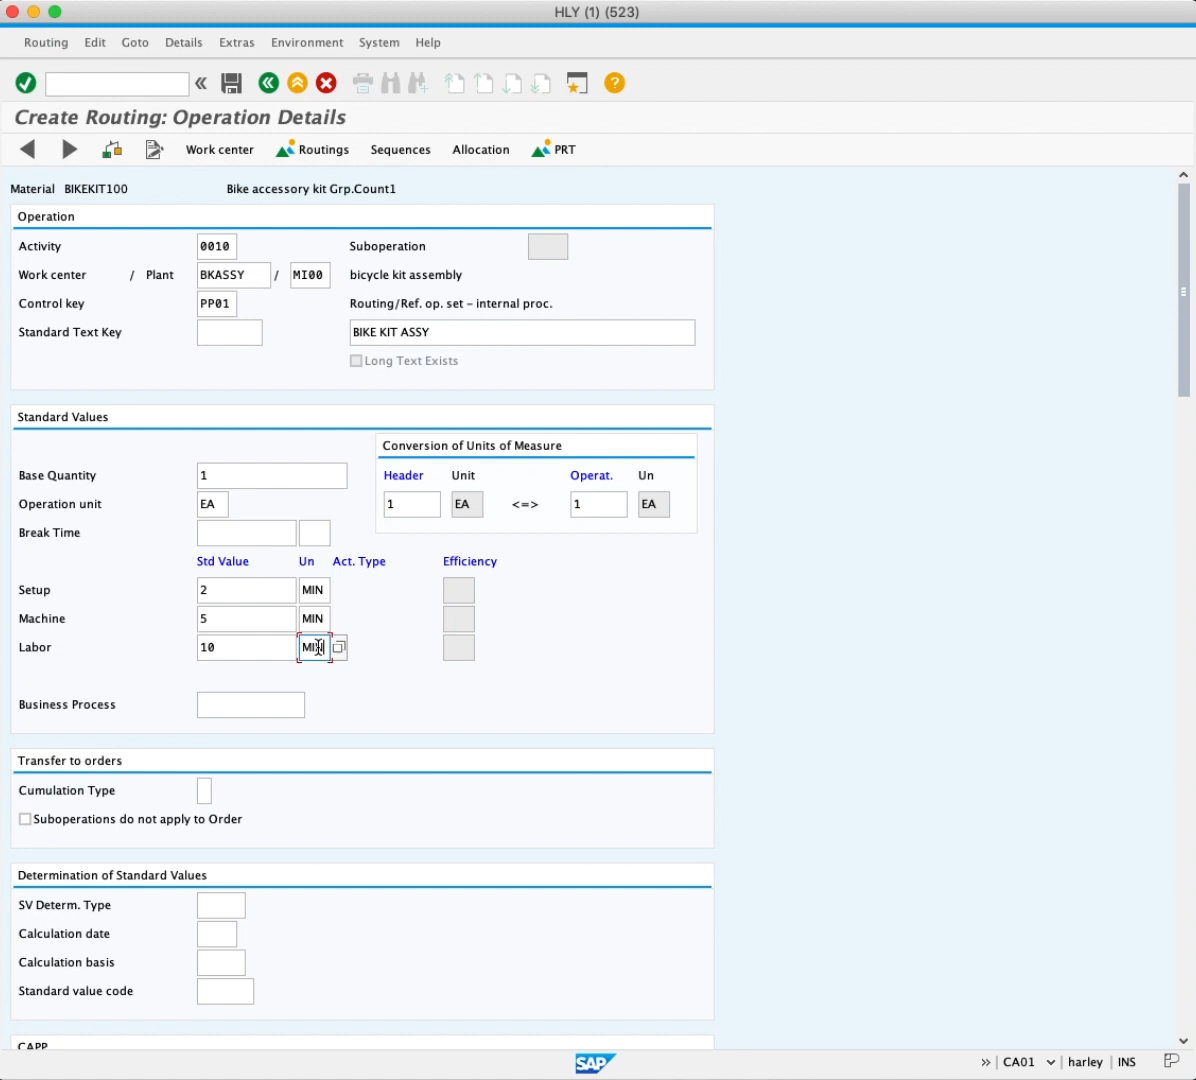 HLY (1) (523)
Routing Edit Goto Details Extras Environment System Help
Create Routing: Operation Details
Work center Routings Sequences Allocation PRT
Material BIKEKIT100 Bike accessory kit Grp.Count1
Operation
Activity 0010 Suboperation
Work center / Plant BKASSY / MI00 bicycle kit assembly
Control key PP01 Routing/Ref. op. set – internal proc.
Standard Text Key BIKE KIT ASSY
Long Text Exists
Standard Values
Conversion of Units of Measure
Base Quantity 1 Header Unit Operat. Un
Operation unit EA 1 EA <=> 1 EA
Break Time
Std Value Un Act. Type Efficiency
Setup 2 MIN
Machine 5 MIN
Labor 10 MIN
Business Process
Transfer to orders
Cumulation Type
Suboperations do not apply to Order
Determination of Standard Values
SV Determ. Type
Calculation date
Calculation basis
Standard value code
CAPP
SAP » CA01 harley INS